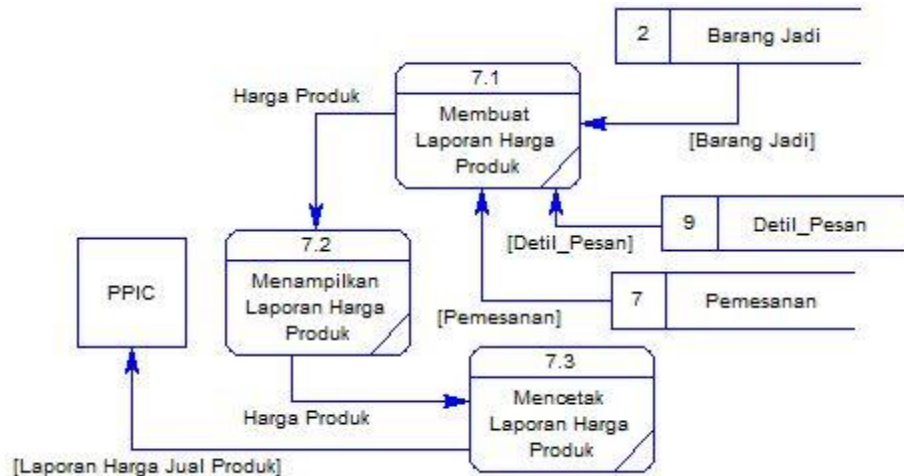 2
Barang Jadi
7.1
Harga Produk
Membuat
Laporan Harga
Produk
[Barang Jadi]
9
Detil_Pesan
[Detil_Pesan]
7.2
Menampilkan
Laporan Harga
Produk
PPIC
7
Pemesanan
[Pemesanan]
7.3
Mencetak
Laporan Harga
Produk
Harga Produk
[Laporan Harga Jual Produk]